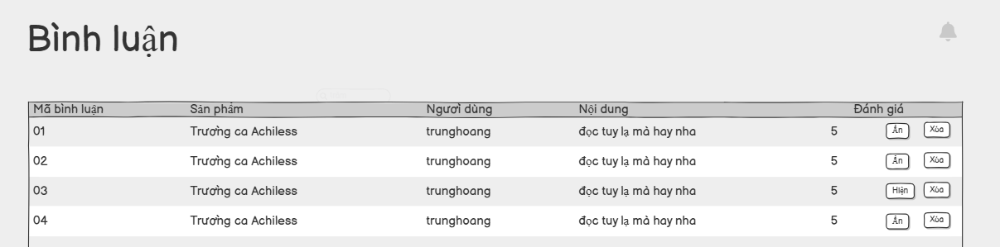 Bình luận
Mã bình luận Sản phẩm Người dùng Nội dung Đánh giá
01 Trường ca Achiless trunghoang đọc tuy lạ mà hay nha 5 Ẩn Xóa
02 Trường ca Achiless trunghoang đọc tuy lạ mà hay nha 5 Ẩn Xóa
03 Trường ca Achiless trunghoang đọc tuy lạ mà hay nha 5 Hiện Xóa
04 Trường ca Achiless trunghoang đọc tuy lạ mà hay nha 5 Ẩn Xóa